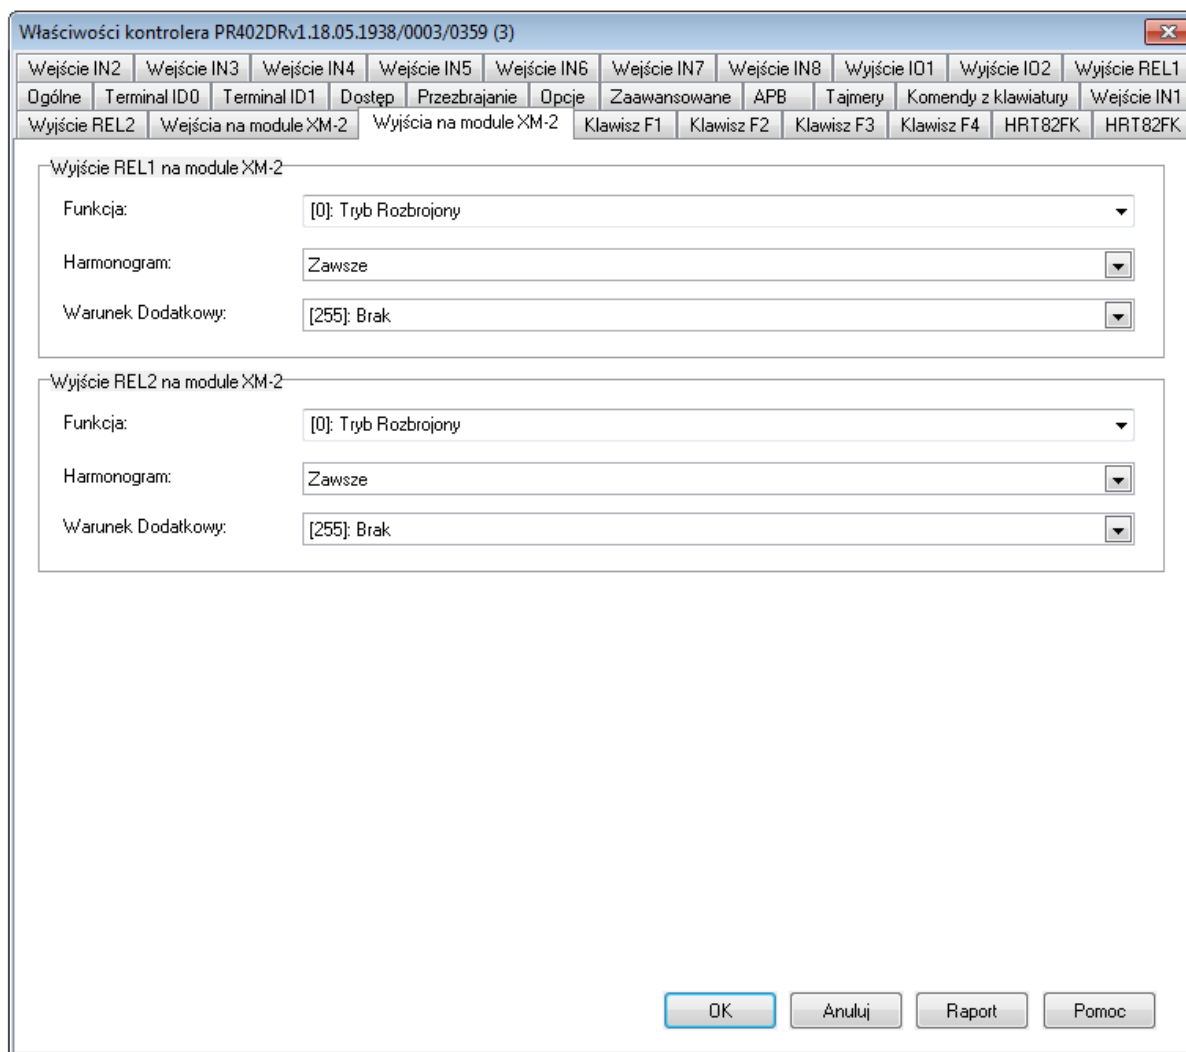 Właściwości kontrolera PR402DRv1.18.05.1938/0003/0359 (3)
Wejście IN2 Wejście IN3 Wejście IN4 Wejście IN5 Wejście IN6 Wejście IN7 Wejście IN8 Wyjście IO1 Wyjście IO2 Wyjście REL1
Ogólne Terminal ID0 Terminal ID1 Dostęp Przezbrajanie Opcje Zaawansowane APB Tajmery Komendy z klawiatury Wejście IN1
Wyjście REL2 Wejścia na module XM-2 Wyjścia na module XM-2 Klawisz F1 Klawisz F2 Klawisz F3 Klawisz F4 HRT82FK HRT82FK
Wyjście REL1 na module XM-2
Funkcja: [0]: Tryb Rozbrojony
Harmonogram: Zawsze
Warunek Dodatkowy: [255]: Brak
Wyjście REL2 na module XM-2
Funkcja: [0]: Tryb Rozbrojony
Harmonogram: Zawsze
Warunek Dodatkowy: [255]: Brak
OK Anuluj Raport Pomoc